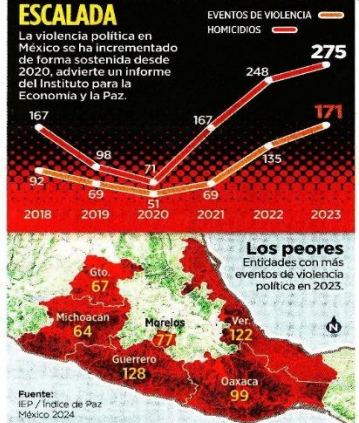 ESCALADA
La violencia política en
México se ha incrementado
de forma sostenida desde
2020, advierte un informe
del Instituto para la
Economía y la Paz.
EVENTOS DE VIOLENCIA
HOMICIDIOS
275
248
167
167
171
98
71
135
92
69
51
69
2018 2019 2020 2021 2022 2023
Los peores
Entidades con más
eventos de violencia
política en 2023.
N
Gto.
67
Michoacán
64
Morelos
77
Ver.
122
Guerrero
128
Oaxaca
99
Fuente:
IEP / Índice de Paz
México 2024